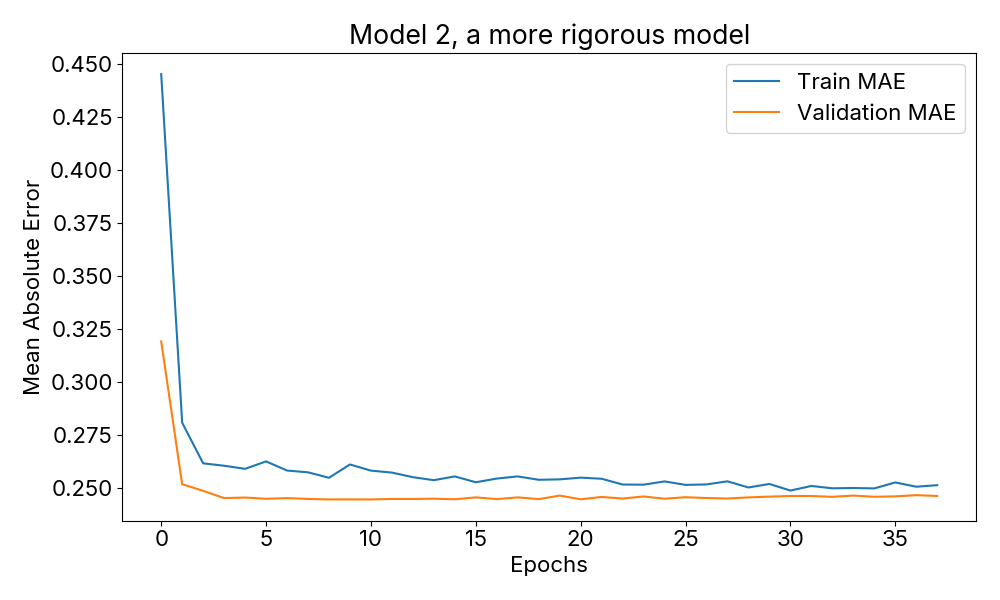 Model 2, a more rigorous model
0.450
0.425
0.400
0.375
0.350
0.325
0.300
0.275
0.250
Mean Absolute Error
Train MAE
Validation MAE
0 5 10 15 20 25 30 35
Epochs